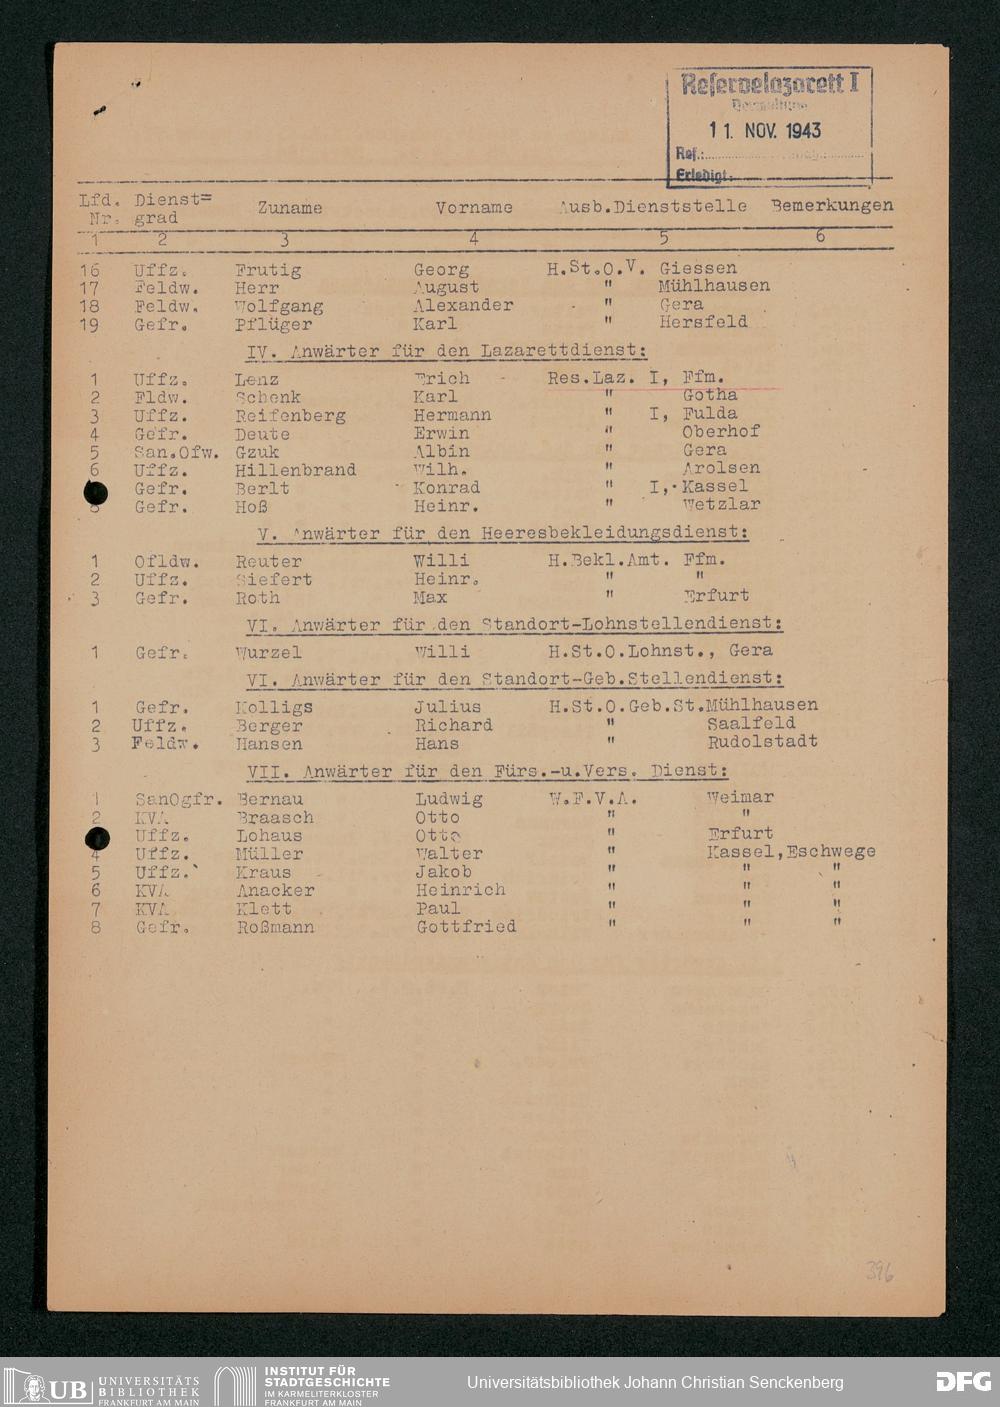 Reservelazarett I
Verwaltung
11. NOV. 1943
Ref.:
Erledigt:
Lfd. Dienst= Zuname Vorname Ausb.Dienststelle Bemerkungen
Nr. grad
1 2 3 4 5 6
16 Uffz. Frutig Georg H.St.O.V. Giessen
17 Feldw. Herr August " Mühlhausen
18 Feldw. Wolfgang Alexander " Gera
19 Gefr. Pflüger Karl " Hersfeld
IV. Anwärter für den Lazarettdienst:
1 Uffz. Lenz Erich Res.Laz. I, Ffm.
2 Fldw. Schenk Karl " Gotha
3 Uffz. Reifenberg Hermann " I, Fulda
4 Gefr. Deute Erwin " Oberhof
5 San.Ofw. Gzuk Albin " Gera
6 Uffz. Hillenbrand Wilh. " Arolsen
Gefr. Berlt Konrad " I, Kassel
8 Gefr. Hoß Heinr. " Wetzlar
V. Anwärter für den Heeresbekleidungsdienst:
1 Ofldw. Reuter Willi H.Bekl.Amt. Ffm.
2 Uffz. Siefert Heinr. " "
3 Gefr. Roth Max " Erfurt
VI. Anwärter für den Standort-Lohnstellendienst:
1 Gefr. Wurzel Willi H.St.O.Lohnst., Gera
VI. Anwärter für den Standort-Geb.Stellendienst:
1 Gefr. Kolligs Julius H.St.O.Geb.St.Mühlhausen
2 Uffz. Berger Richard " Saalfeld
3 Feldw. Hansen Hans " Rudolstadt
VII. Anwärter für den Fürs.-u.Vers. Dienst:
1 SanOgfr. Bernau Ludwig W.F.V.A. Weimar
2 KVA Braasch Otto " "
Uffz. Lohaus Otto " Erfurt
4 Uffz. Müller Walter " Kassel,Eschwege
5 Uffz. Kraus Jakob " " "
6 KVA Anacker Heinrich " " "
7 KVA Klett Paul " " "
8 Gefr. Roßmann Gottfried " " "
396
UB UNIVERSITÄTS
BIBLIOTHEK
FRANKFURT AM MAIN
INSTITUT FÜR
STADTGESCHICHTE
IM KARMELITERKLOSTER
FRANKFURT AM MAIN
Universitätsbibliothek Johann Christian Senckenberg
DFG